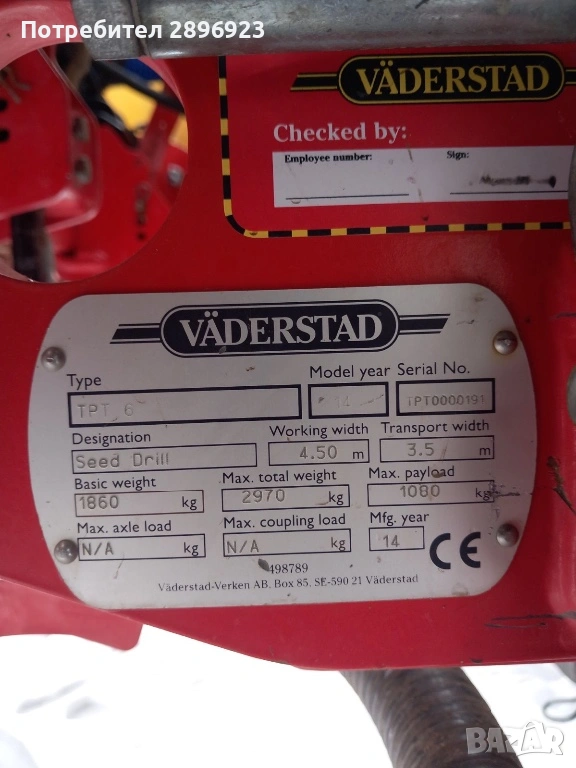 Потребител 2896923
VÄDERSTAD
Checked by:
Employee number: Sign:
VÄDERSTAD
Type Model year Serial No.
TPT 6 14 TPT0000191
Designation Working width Transport width
Seed Drill 4.50 m 3.5 m
Basic weight Max. total weight Max. payload
1860 kg 2970 kg 1080 kg
Max. axle load Max. coupling load Mfg. year
N/A kg N/A kg 14 CE
498789
Väderstad-Verken AB, Box 85, SE-590 21 Väderstad
BAZAR